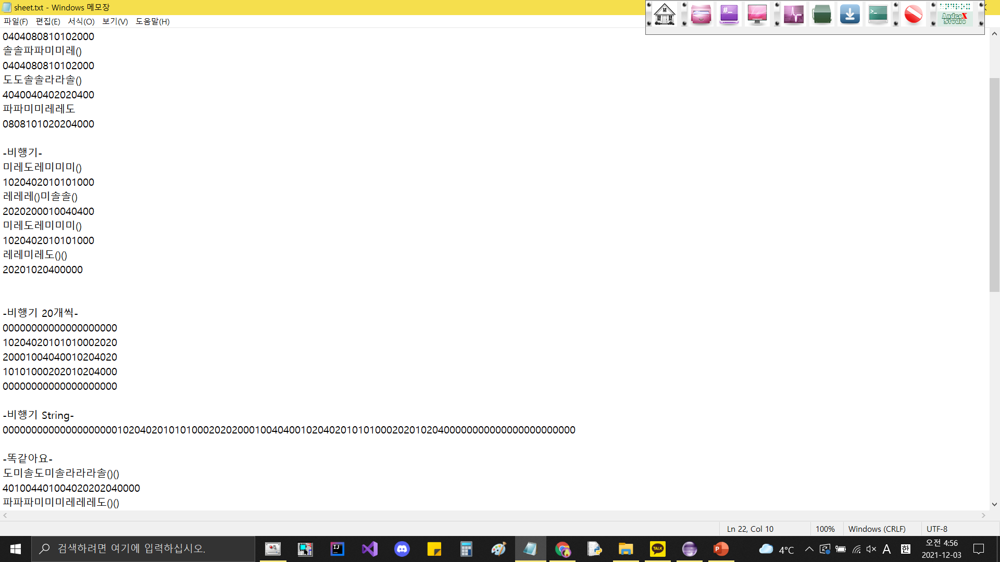 sheet.txt - Windows 메모장
파일(F) 편집(E) 서식(O) 보기(V) 도움말(H)
AndroX
Studio
0404080810102000
솔솔파파미미레()
0404080810102000
도도솔솔라라솔()
4040040402020400
파파미미레레도
0808101020204000
-비행기-
미레도레미미미()
1020402010101000
레레레()미솔솔()
2020200010040400
미레도레미미미()
1020402010101000
레레미레도()()
20201020400000
-비행기 20개씩-
00000000000000000000
10204020101010002020
20001004040010204020
10101000202010204000
00000000000000000000
-비행기 String-
0000000000000000000010204020101010002020200010040400102040201010100020201020400000000000000000000000
-똑같아요-
도미솔도미솔라라라솔()()
401004401004020202040000
파파파미미미레레레도()()
Ln 22, Col 10
100%
Windows (CRLF)
UTF-8
검색하려면 여기에 입력하십시오.
IJ
TALK
P
4°C
A
한
오전 4:56
2021-12-03